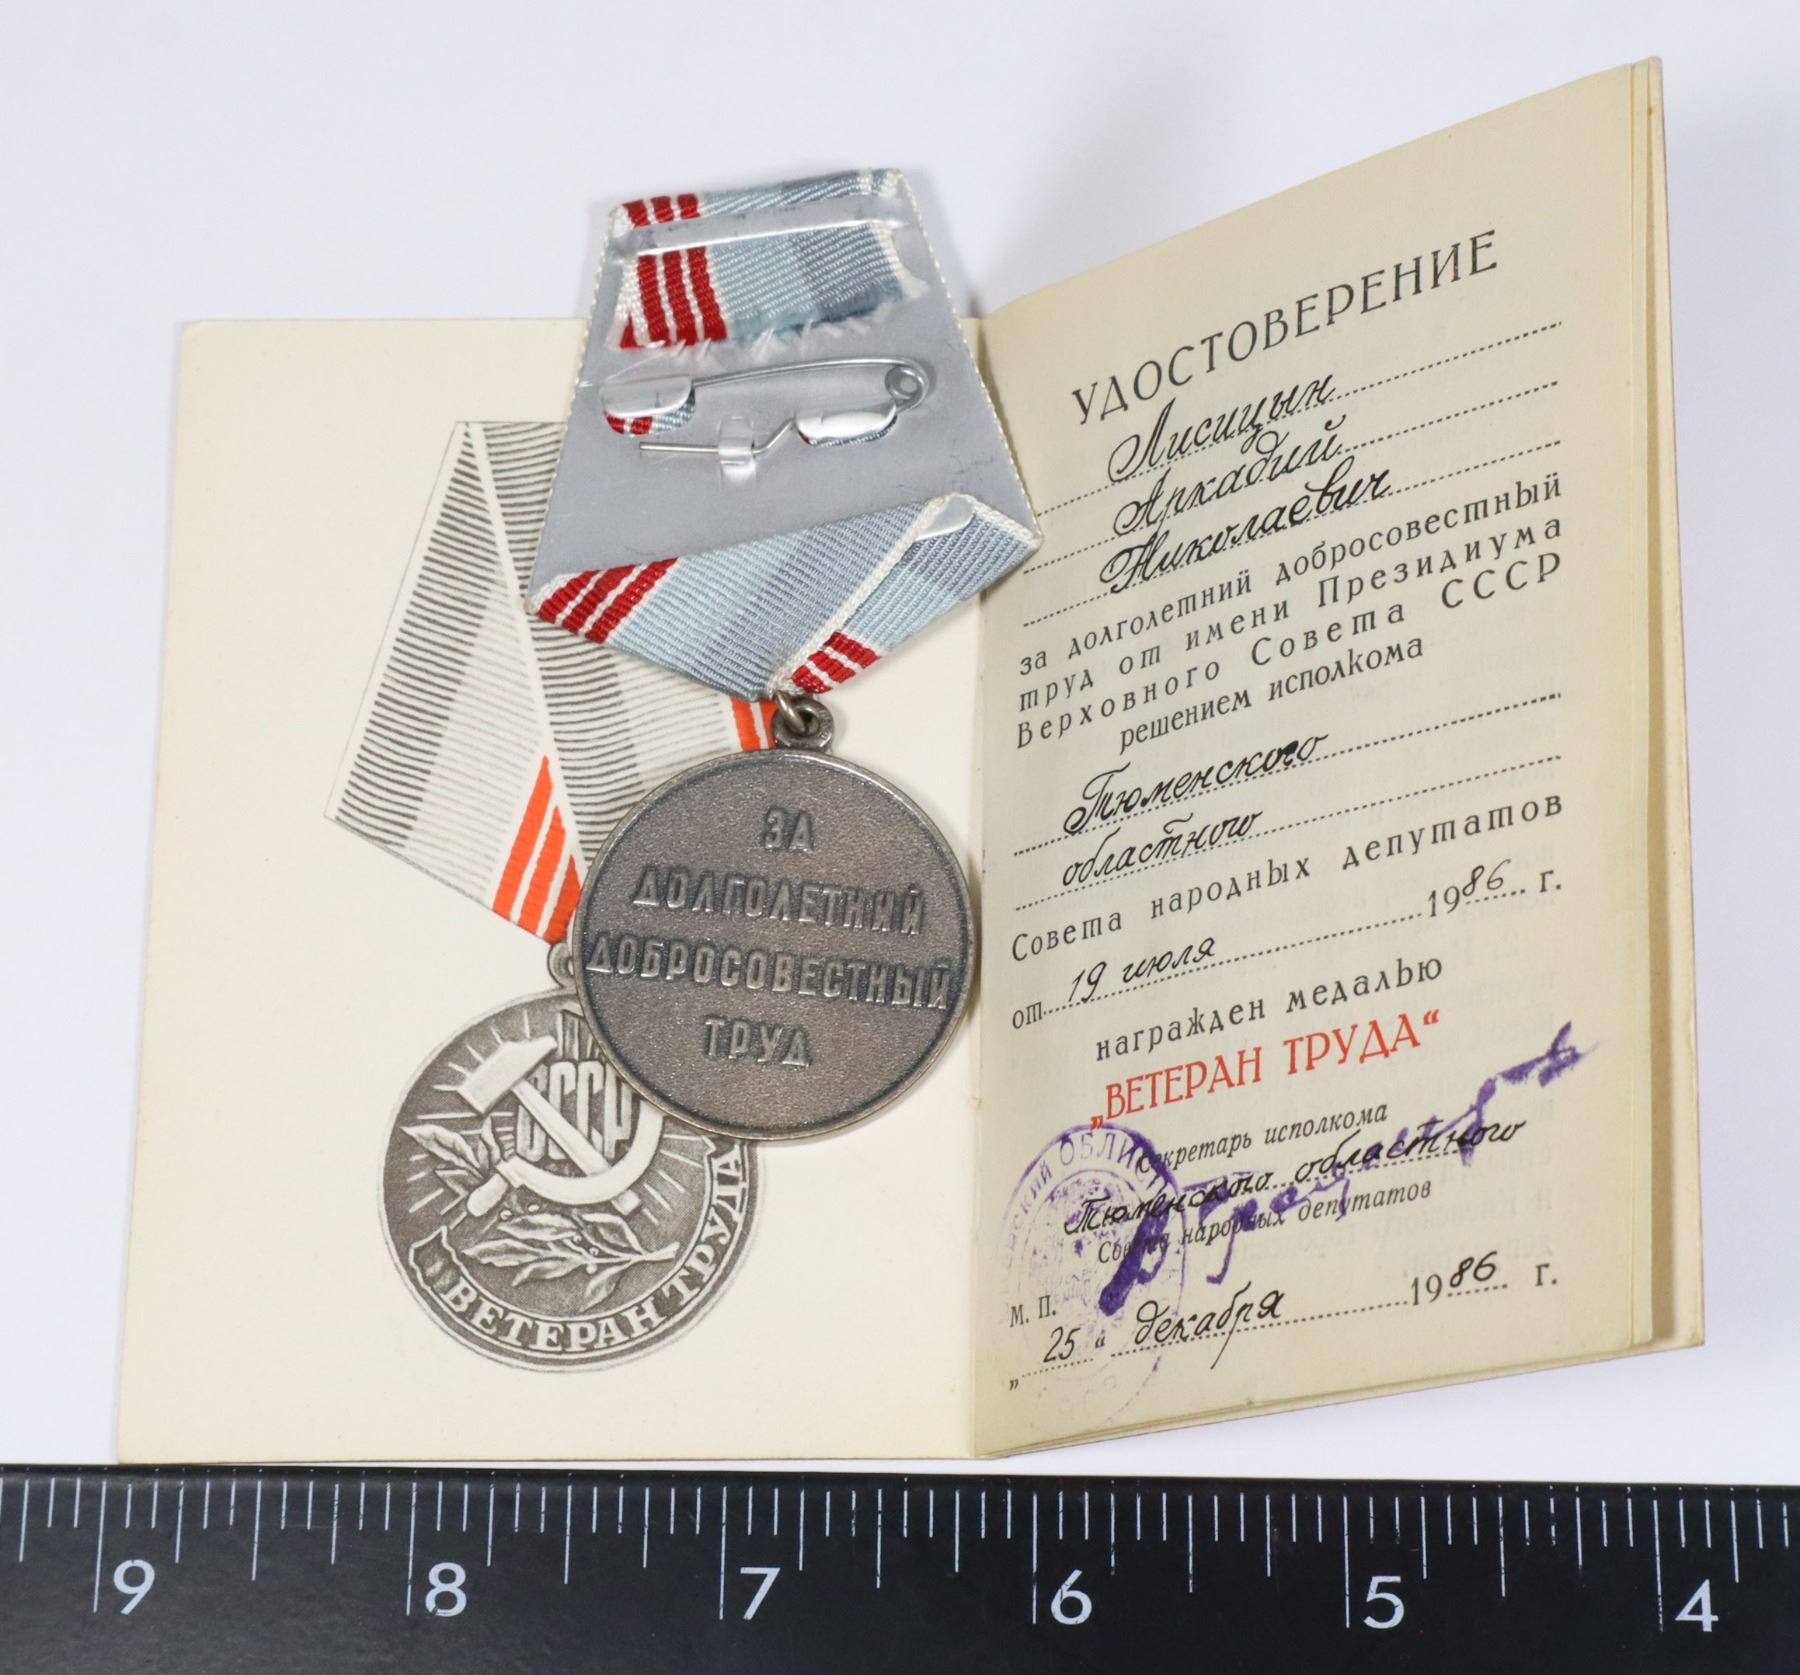 СССР
ВЕТЕРАН ТРУДА
ЗА
ДОЛГОЛЕТНИЙ
ДОБРОСОВЕСТНЫЙ
ТРУД
УДОСТОВЕРЕНИЕ
Лисицын
Аркадий
Николаевич
за долголетний добросовестный
труд от имени Президиума
Верховного Совета СССР
решением исполкома
Тюменского
областного
Совета народных депутатов
от 19 июля 1986 г.
награжден медалью
„ВЕТЕРАН ТРУДА“
Секретарь исполкома
Тюменского областного
Совета народных депутатов
М. П.
„25“ декабря 1986 г.
9 8 7 6 5 4